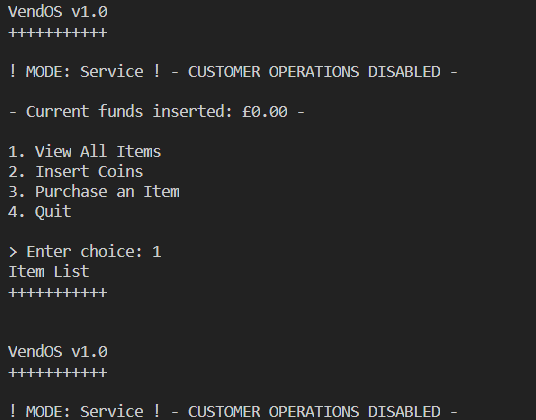 VendOS v1.0
+++++++++++
! MODE: Service ! - CUSTOMER OPERATIONS DISABLED -
- Current funds inserted: £0.00 -
1. View All Items
2. Insert Coins
3. Purchase an Item
4. Quit
> Enter choice: 1
Item List
+++++++++++
VendOS v1.0
+++++++++++
! MODE: Service ! - CUSTOMER OPERATIONS DISABLED -